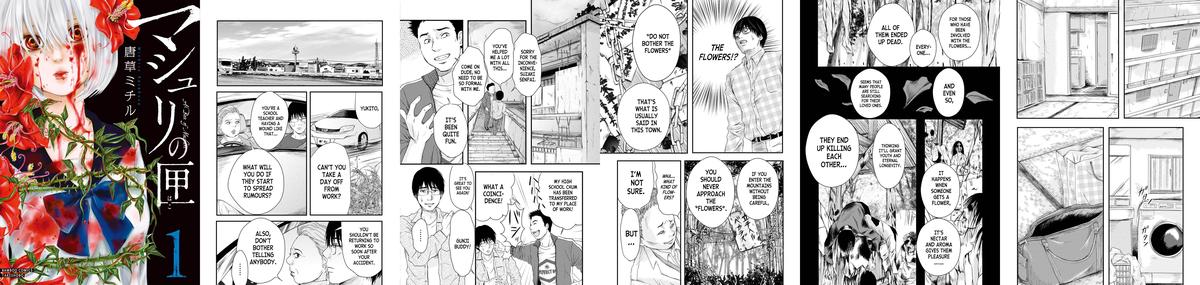 マシュリの匣
はこ
唐草ミチル
1
BAMBOO COMICS
YUKITO,
CAN'T YOU
TAKE A
DAY OFF
FROM
WORK?
YOU'RE A
SCHOOL
TEACHER AND
HAVING A
WOUND LIKE
THAT...
WHAT WILL
YOU DO IF
THEY START
TO SPREAD
RUMOURS?
YOU
SHOULDN'T BE
RETURNING TO
WORK SO
SOON AFTER
YOUR
ACCIDENT.
ALSO,
DON'T
BOTHER
TELLING
ANYBODY.
SORRY
FOR THE
INCON-
VENIENCE,
SUZAKI
SENPAI.
YOU'VE
HELPED
ME A LOT
WITH ALL
THIS...
COME ON
DUDE, NO
NEED TO BE
SO FORMAL
WITH ME.
IT'S
BEEN
QUITE
FUN.
MY HIGH
SCHOOL CHUM
HAS BEEN
TRANSFERRED
TO MY PLACE
OF WORK!
WHAT A
COINCI-
DENCE!
GUNJI
BUDDY!
IT'S
GREAT TO
SEE YOU
AGAIN!
........
THE
FLOWERS!?
"DO NOT
BOTHER THE
FLOWERS"
THAT'S
WHAT IS
USUALLY
SAID IN
THIS TOWN.
IF YOU
ENTER THE
MOUNTAINS
WITHOUT
BEING
CAREFUL.
YOU
SHOULD
NEVER
APPROACH
THE
"FLOWERS".
WHA...
WHAT
KIND OF
FLOW-
ERS?
I'M
NOT
SURE.
BUT
...
FOR THOSE
WHO HAVE
BEEN
INVOLVED
WITH THE
FLOWERS...
EVERY-
ONE...
ALL OF
THEM ENDED
UP DEAD.
AND
EVEN
SO,
SEEMS THAT
MANY PEOPLE
ARE STILL
SEARCHING
FOR THEIR
LOVED ONES.
IT
HAPPENS
WHEN
SOMEONE
GETS A
FLOWER,
IT'S
NECTAR
AND AROMA
GIVES THEM
PLEASURE
......
THINKING
IT'LL GRANT
YOUTH AND
ETERNAL
LONGEVITY.
THEY END
UP KILLING
EACH
OTHER...